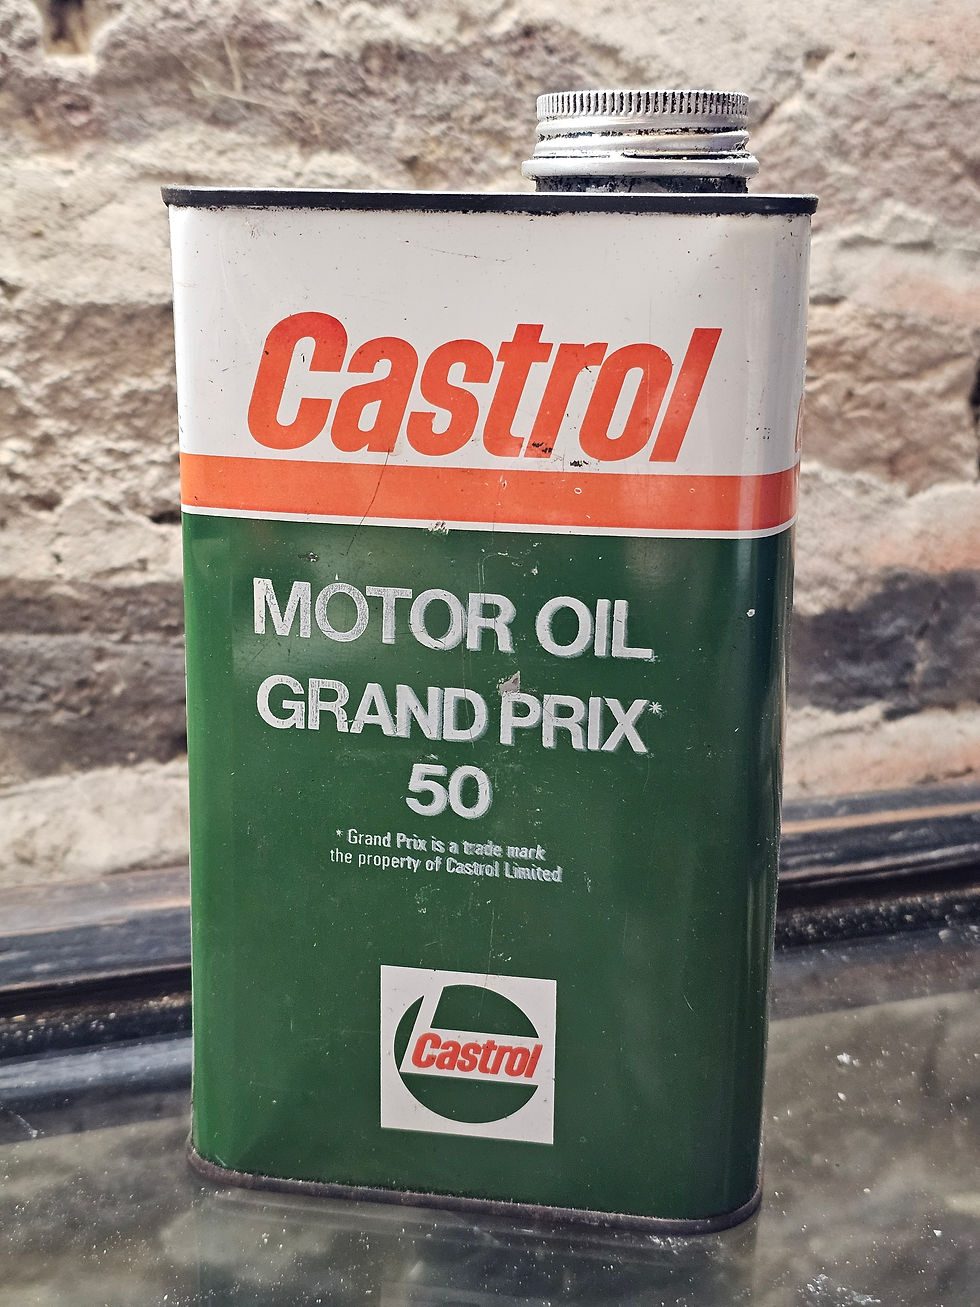 Castrol
MOTOR OIL
GRAND PRIX*
50
* Grand Prix is a trade mark
the property of Castrol Limited
Castrol